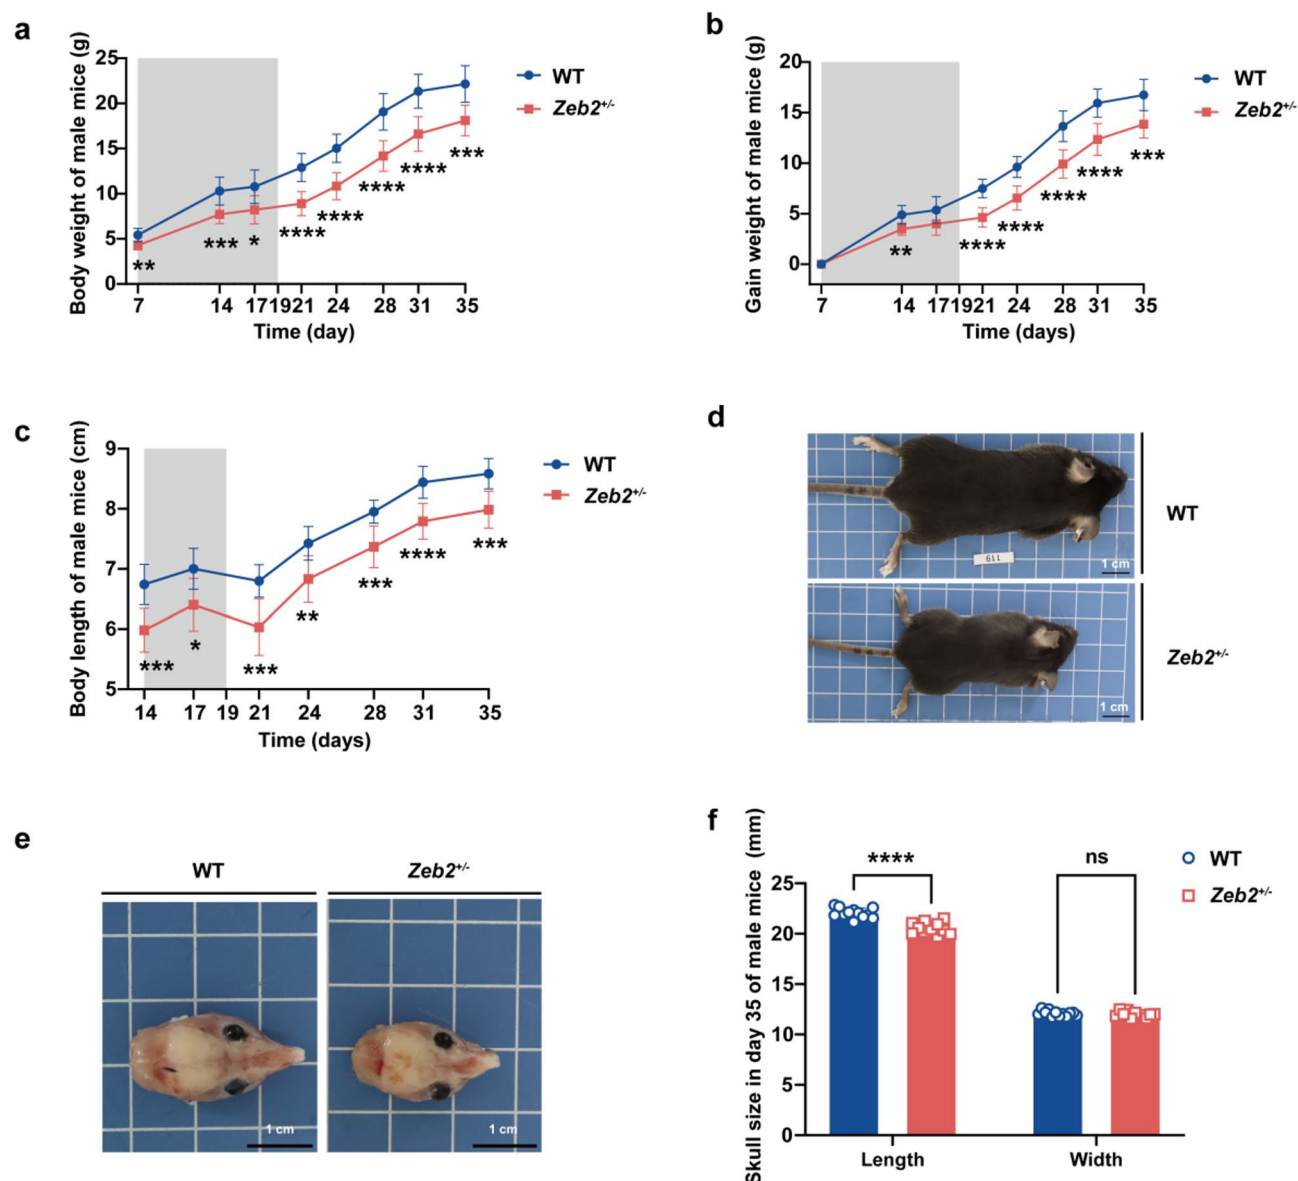 a
Body weight of male mice (g)
25
20
15
10
5
0
7 14 17 19 21 24 28 31 35
Time (day)
** *** * **** **** **** **** ***
WT
Zeb2+/-
b
Gain weight of male mice (g)
20
15
10
5
0
7 14 17 19 21 24 28 31 35
Time (days)
** **** **** **** **** ***
WT
Zeb2+/-
c
Body length of male mice (cm)
9
8
7
6
5
14 17 19 21 24 28 31 35
Time (days)
*** * *** ** *** **** ***
WT
Zeb2+/-
d
119
1 cm
WT
1 cm
Zeb2+/-
e
WT
Zeb2+/-
1 cm
1 cm
f
Skull size in day 35 of male mice (mm)
25
20
15
10
5
0
**** ns
Length Width
WT
Zeb2+/-